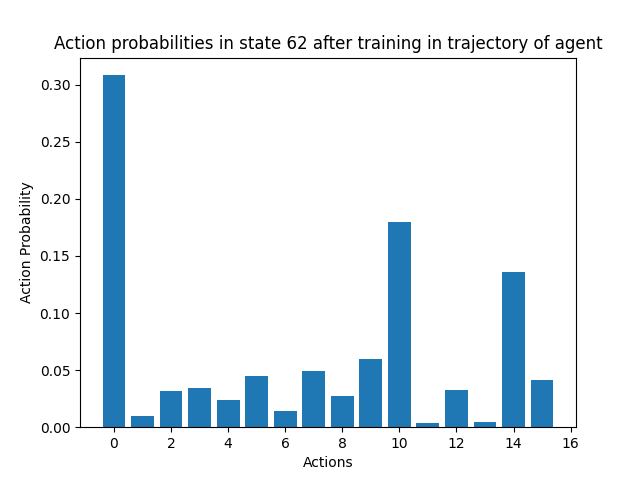 Action probabilities in state 62 after training in trajectory of agent
0.30
0.25
0.20
0.15
0.10
0.05
0.00
Action Probability
0 2 4 6 8 10 12 14 16
Actions